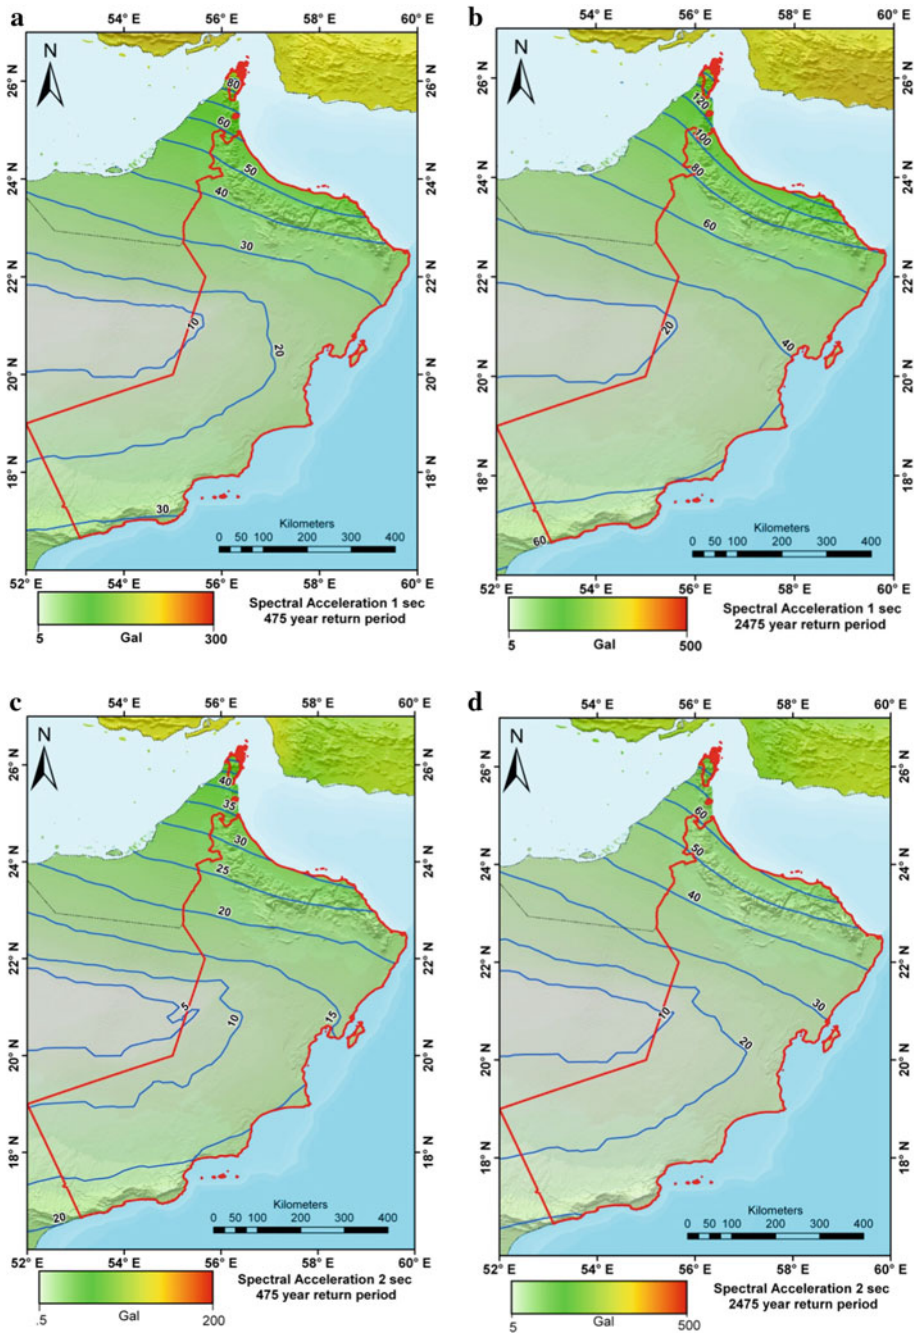 a
54° E 56° E 58° E 60° E
N
26° N
24° N
22° N
20° N
18° N
80
60
50
40
30
10
20
30
Kilometers
0 50 100 200 300 400
52° E 54° E 56° E 58° E 60° E
5 Gal 300
Spectral Acceleration 1 sec
475 year return period
b
54° E 56° E 58° E 60° E
N
26° N
24° N
22° N
20° N
18° N
120
100
80
60
20
40
60
Kilometers
0 50 100 200 300 400
52° E 54° E 56° E 58° E 60° E
5 Gal 500
Spectral Acceleration 1 sec
2475 year return period
c
54° E 56° E 58° E 60° E
N
26° N
24° N
22° N
20° N
18° N
40
35
30
25
20
5
10
15
20
Kilometers
0 50 100 200 300 400
52° E 54° E 56° E 58° E 60° E
.5 Gal 200
Spectral Acceleration 2 sec
475 year return period
d
54° E 56° E 58° E 60° E
N
26° N
24° N
22° N
20° N
18° N
60
50
40
30
10
20
Kilometers
0 50 100 200 300 400
52° E 54° E 56° E 58° E 60° E
5 Gal 500
Spectral Acceleration 2 sec
2475 year return period